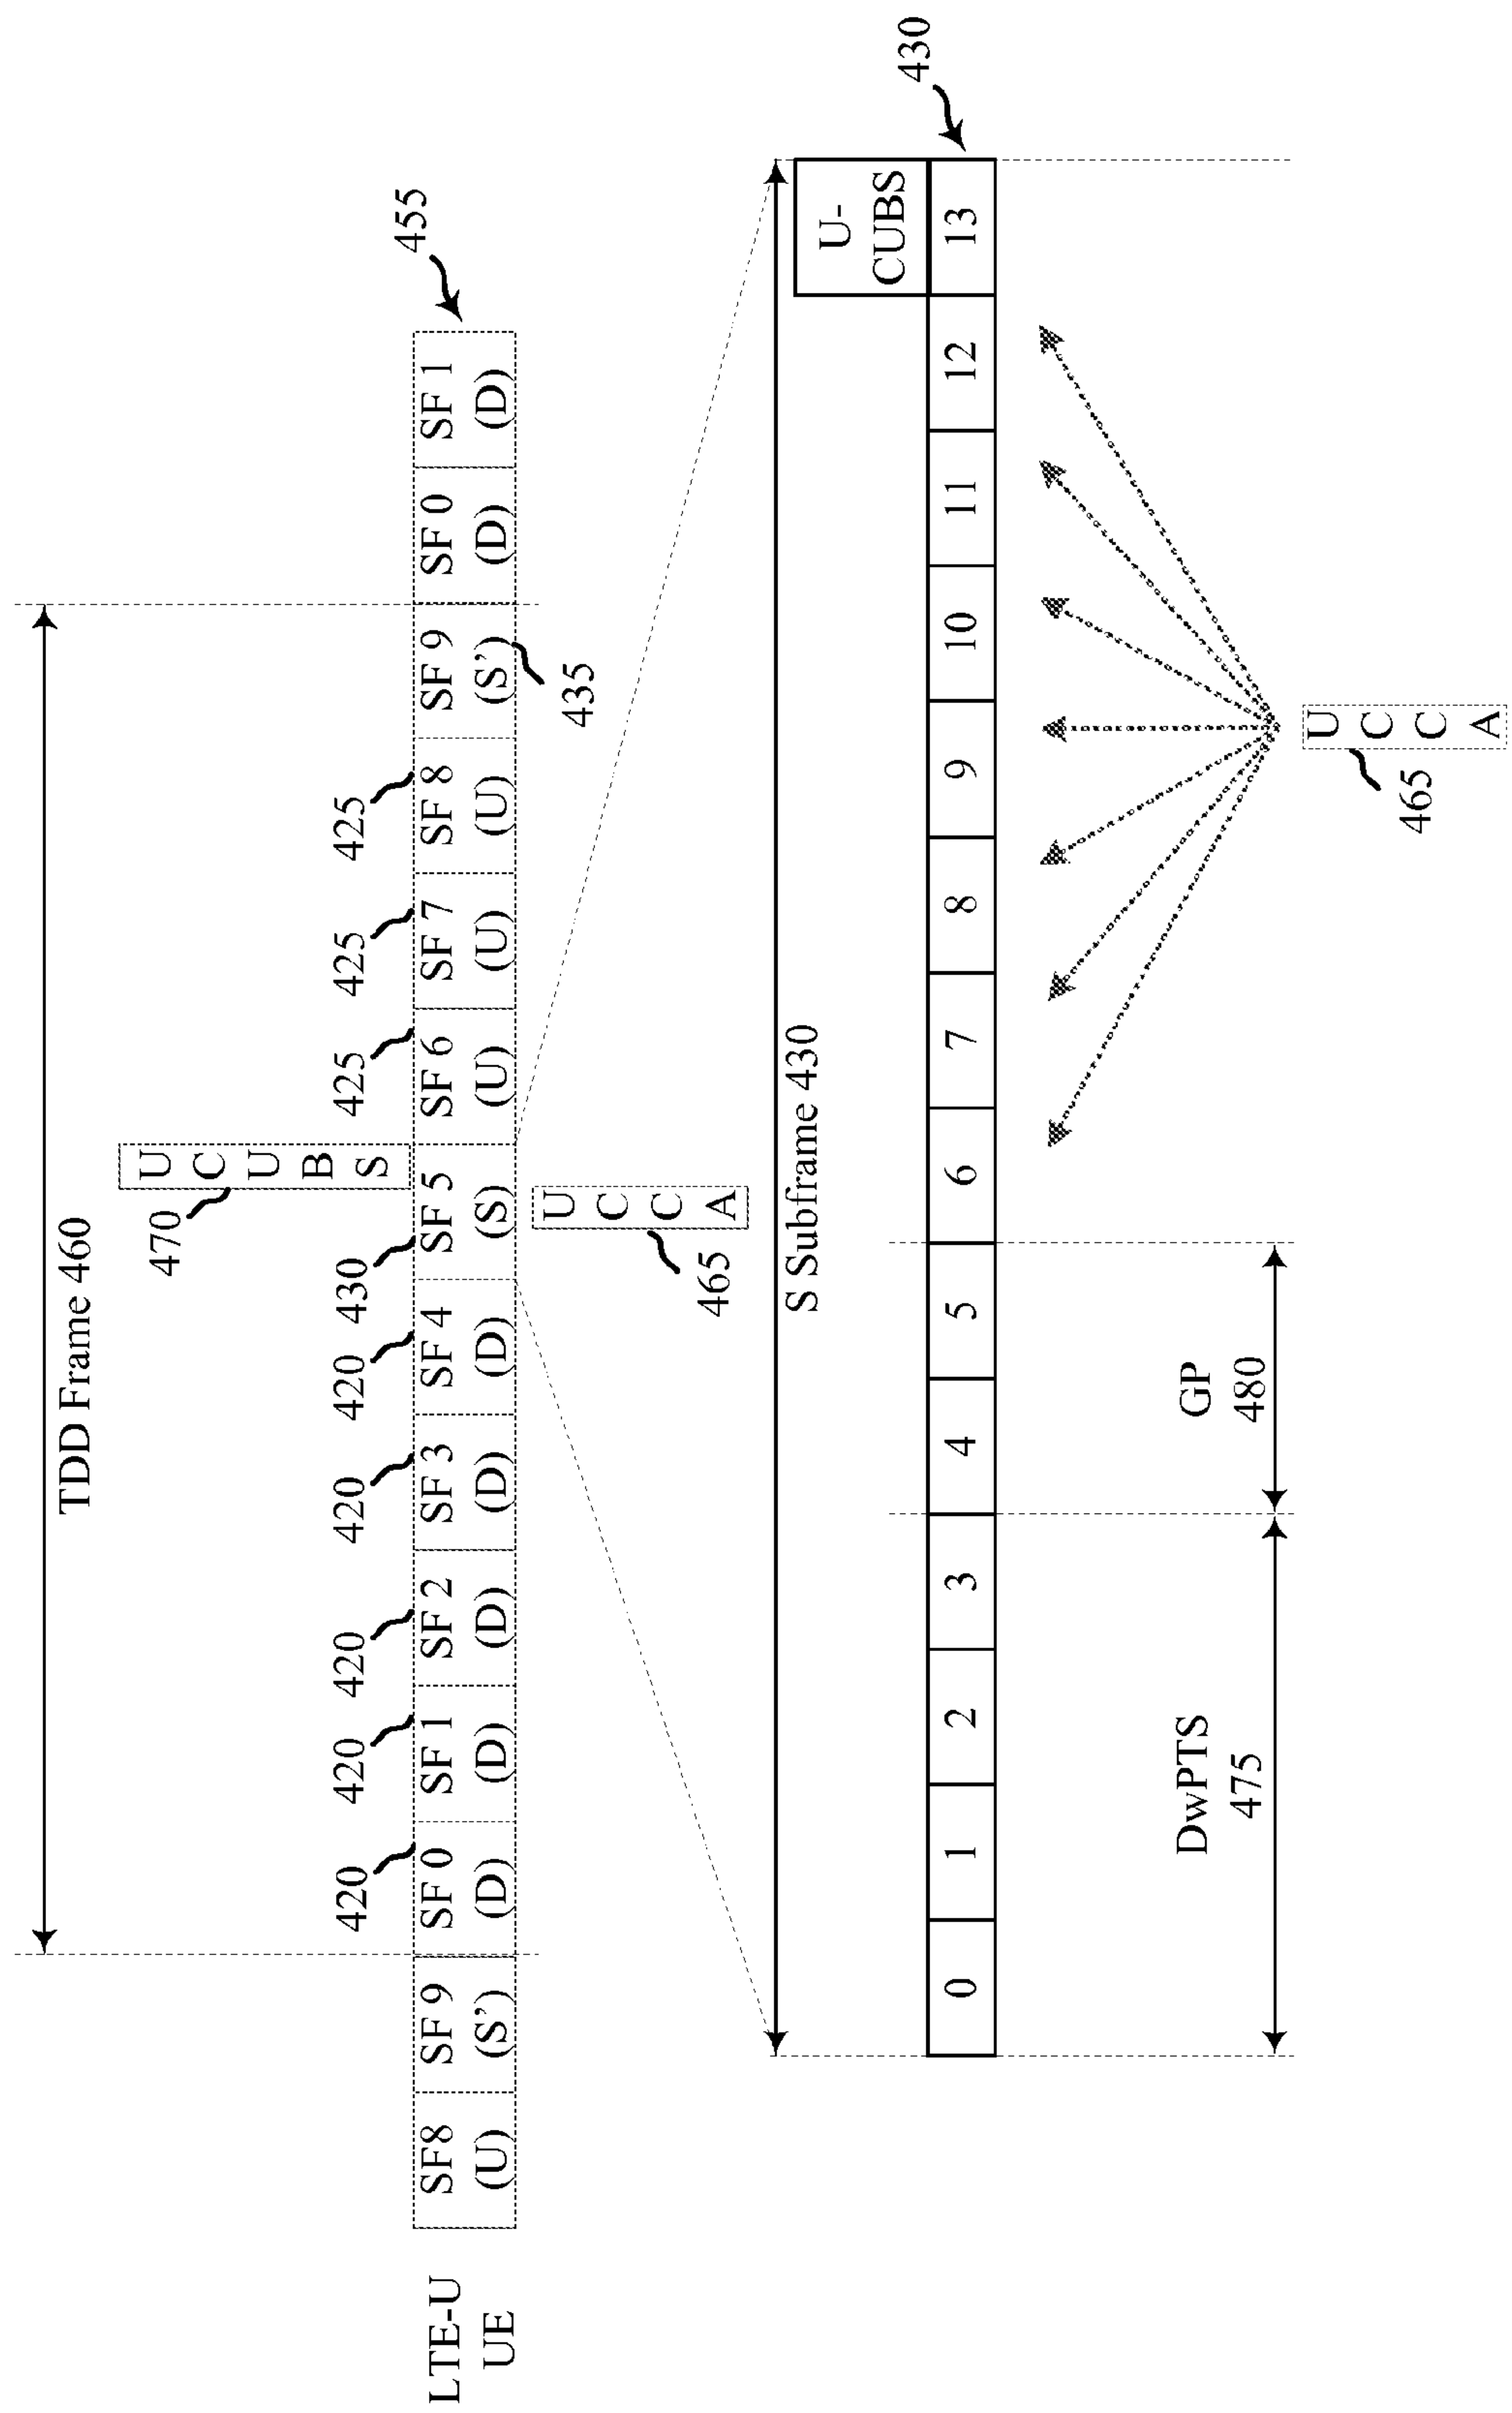 TDD Frame 460
470
U
C
U
B
S
420
420
420
420
420
430
425
425
425
455
LTE-U
UE
SF8
(U)
SF 9
(S’)
SF 0
(D)
SF 1
(D)
SF 2
(D)
SF 3
(D)
SF 4
(D)
SF 5
(S)
SF 6
(U)
SF 7
(U)
SF 8
(U)
SF 9
(S’)
SF 0
(D)
SF 1
(D)
435
465
U
C
C
A
S Subframe 430
U-
CUBS
430
0
1
2
3
4
5
6
7
8
9
10
11
12
13
DwPTS
475
GP
480
465
U
C
C
A